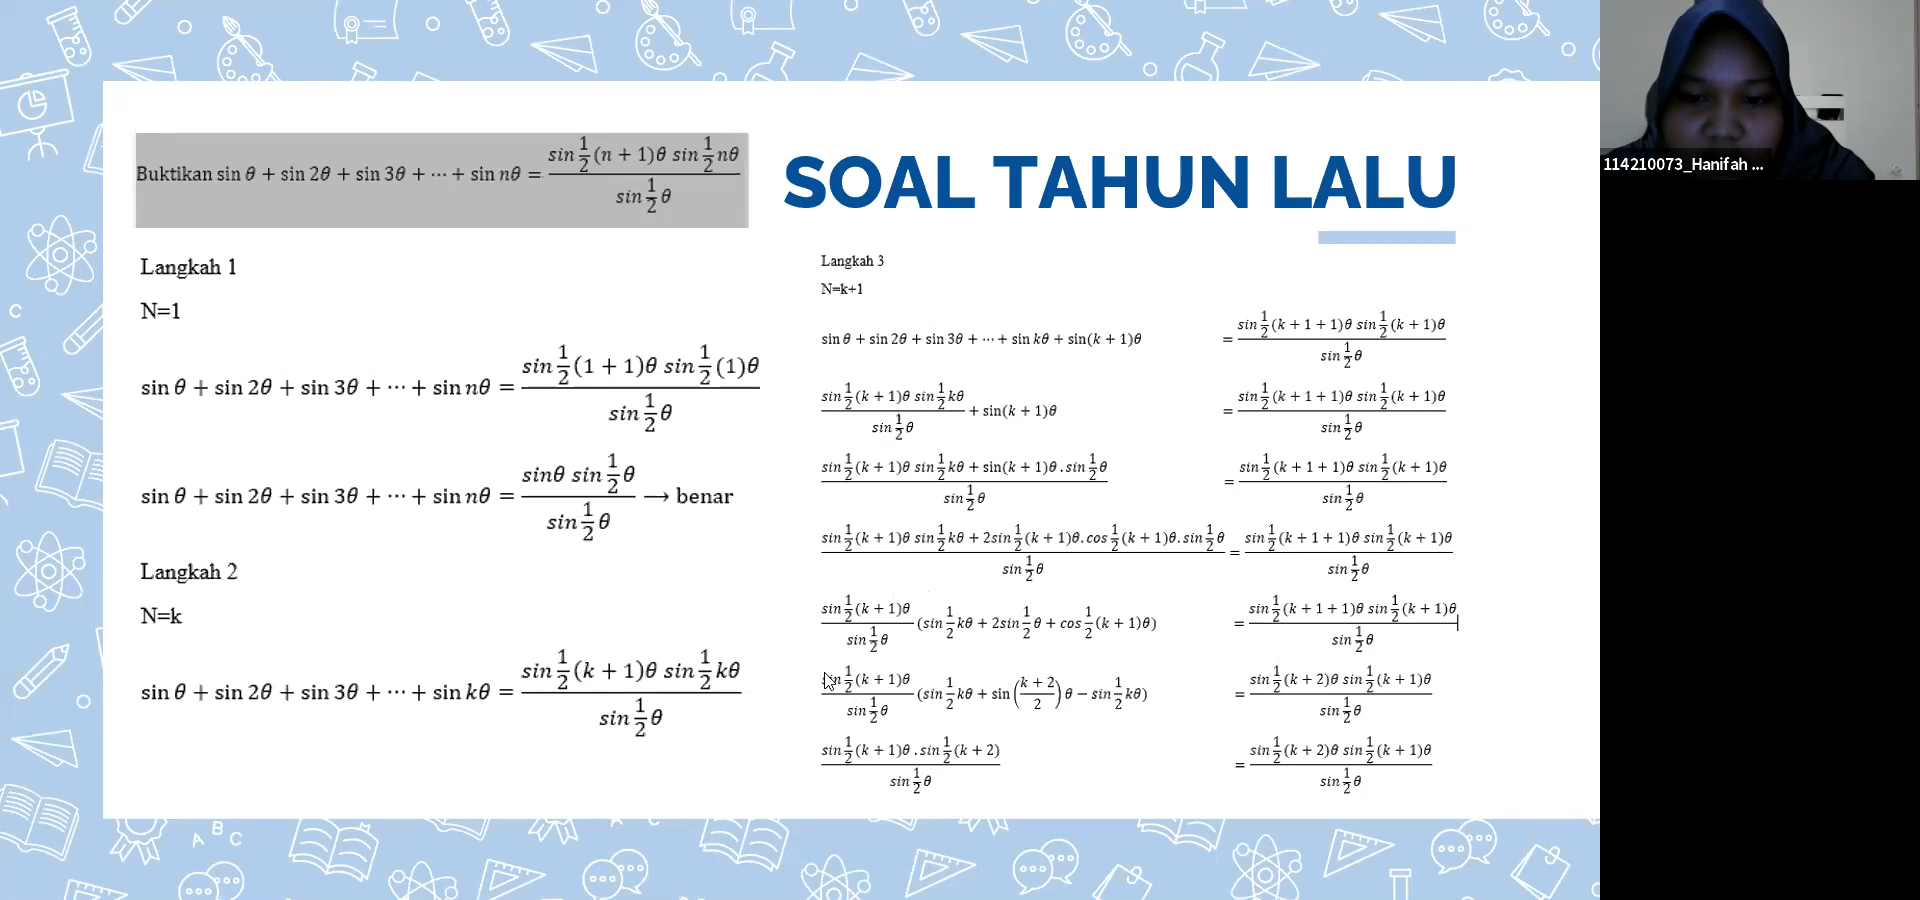 Buktikan sin θ + sin 2θ + sin 3θ + ⋯ + sin nθ = (sin 1/2 (n + 1)θ sin 1/2 nθ) / (sin 1/2 θ)
SOAL TAHUN LALU
Langkah 1
N=1
sin θ + sin 2θ + sin 3θ + ⋯ + sin nθ = (sin 1/2 (1 + 1)θ sin 1/2 (1)θ) / (sin 1/2 θ)
sin θ + sin 2θ + sin 3θ + ⋯ + sin nθ = (sinθ sin 1/2 θ) / (sin 1/2 θ) → benar
Langkah 2
N=k
sin θ + sin 2θ + sin 3θ + ⋯ + sin kθ = (sin 1/2 (k + 1)θ sin 1/2 kθ) / (sin 1/2 θ)
Langkah 3
N=k+1
sin θ + sin 2θ + sin 3θ + ⋯ + sin kθ + sin(k + 1)θ = (sin 1/2 (k + 1 + 1)θ sin 1/2 (k + 1)θ) / (sin 1/2 θ)
(sin 1/2 (k + 1)θ sin 1/2 kθ) / (sin 1/2 θ) + sin(k + 1)θ = (sin 1/2 (k + 1 + 1)θ sin 1/2 (k + 1)θ) / (sin 1/2 θ)
(sin 1/2 (k + 1)θ sin 1/2 kθ + sin(k + 1)θ . sin 1/2 θ) / (sin 1/2 θ) = (sin 1/2 (k + 1 + 1)θ sin 1/2 (k + 1)θ) / (sin 1/2 θ)
(sin 1/2 (k + 1)θ sin 1/2 kθ + 2sin 1/2 (k + 1)θ. cos 1/2 (k + 1)θ. sin 1/2 θ) / (sin 1/2 θ) = (sin 1/2 (k + 1 + 1)θ sin 1/2 (k + 1)θ) / (sin 1/2 θ)
(sin 1/2 (k + 1)θ) / (sin 1/2 θ) (sin 1/2 kθ + 2sin 1/2 θ + cos 1/2 (k + 1)θ) = (sin 1/2 (k + 1 + 1)θ sin 1/2 (k + 1)θ) / (sin 1/2 θ)
(sin 1/2 (k + 1)θ) / (sin 1/2 θ) (sin 1/2 kθ + sin ((k + 2)/2) θ − sin 1/2 kθ) = (sin 1/2 (k + 2)θ sin 1/2 (k + 1)θ) / (sin 1/2 θ)
(sin 1/2 (k + 1)θ . sin 1/2 (k + 2)) / (sin 1/2 θ) = (sin 1/2 (k + 2)θ sin 1/2 (k + 1)θ) / (sin 1/2 θ)
114210073_Hanifah ...
A B C
C